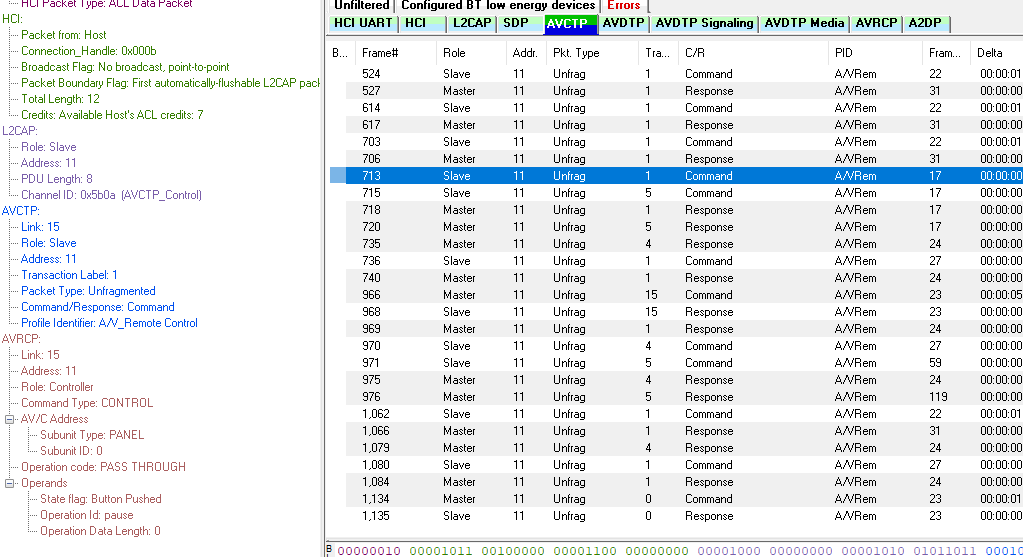 HCI Packet Type: ACL Data Packet
HCI:
Packet from: Host
Connection_Handle: 0x000b
Broadcast Flag: No broadcast, point-to-point
Packet Boundary Flag: First automatically-flushable L2CAP pack
Total Length: 12
Credits: Available Host's ACL credits: 7
L2CAP:
Role: Slave
Address: 11
PDU Length: 8
Channel ID: 0x5b0a (AVCTP_Control)
AVCTP:
Link: 15
Role: Slave
Address: 11
Transaction Label: 1
Packet Type: Unfragmented
Command/Response: Command
Profile Identifier: A/V_Remote Control
AVRCP:
Link: 15
Address: 11
Role: Controller
Command Type: CONTROL
AV/C Address
Subunit Type: PANEL
Subunit ID: 0
Operation code: PASS THROUGH
Operands
State flag: Button Pushed
Operation Id: pause
Operation Data Length: 0
Unfiltered Configured BT low energy devices Errors
HCI UART HCI L2CAP SDP AVCTP AVDTP AVDTP Signaling AVDTP Media AVRCP A2DP
B... Frame# Role Addr. Pkt. Type Tra... C/R PID Fram... Delta
524 Slave 11 Unfrag 1 Command A/VRem 22 00:00:01
527 Master 11 Unfrag 1 Response A/VRem 31 00:00:00
614 Slave 11 Unfrag 1 Command A/VRem 22 00:00:01
617 Master 11 Unfrag 1 Response A/VRem 31 00:00:00
703 Slave 11 Unfrag 1 Command A/VRem 22 00:00:01
706 Master 11 Unfrag 1 Response A/VRem 31 00:00:00
713 Slave 11 Unfrag 1 Command A/VRem 17 00:00:00
715 Slave 11 Unfrag 5 Command A/VRem 17 00:00:00
718 Master 11 Unfrag 1 Response A/VRem 17 00:00:00
720 Master 11 Unfrag 5 Response A/VRem 17 00:00:00
735 Master 11 Unfrag 4 Response A/VRem 24 00:00:00
736 Slave 11 Unfrag 1 Command A/VRem 27 00:00:00
740 Master 11 Unfrag 1 Response A/VRem 24 00:00:00
966 Master 11 Unfrag 15 Command A/VRem 23 00:00:05
968 Slave 11 Unfrag 15 Response A/VRem 23 00:00:00
969 Master 11 Unfrag 1 Response A/VRem 24 00:00:00
970 Slave 11 Unfrag 4 Command A/VRem 27 00:00:00
971 Slave 11 Unfrag 5 Command A/VRem 59 00:00:00
975 Master 11 Unfrag 4 Response A/VRem 24 00:00:00
976 Master 11 Unfrag 5 Response A/VRem 119 00:00:00
1,062 Slave 11 Unfrag 1 Command A/VRem 22 00:00:01
1,066 Master 11 Unfrag 1 Response A/VRem 31 00:00:00
1,079 Master 11 Unfrag 4 Response A/VRem 24 00:00:00
1,080 Slave 11 Unfrag 1 Command A/VRem 27 00:00:00
1,084 Master 11 Unfrag 1 Response A/VRem 24 00:00:00
1,134 Master 11 Unfrag 0 Command A/VRem 23 00:00:01
1,135 Slave 11 Unfrag 0 Response A/VRem 23 00:00:00
B 00000010 00001011 00100000 00001100 00000000 00001000 00000000 00001010 01011011 00010